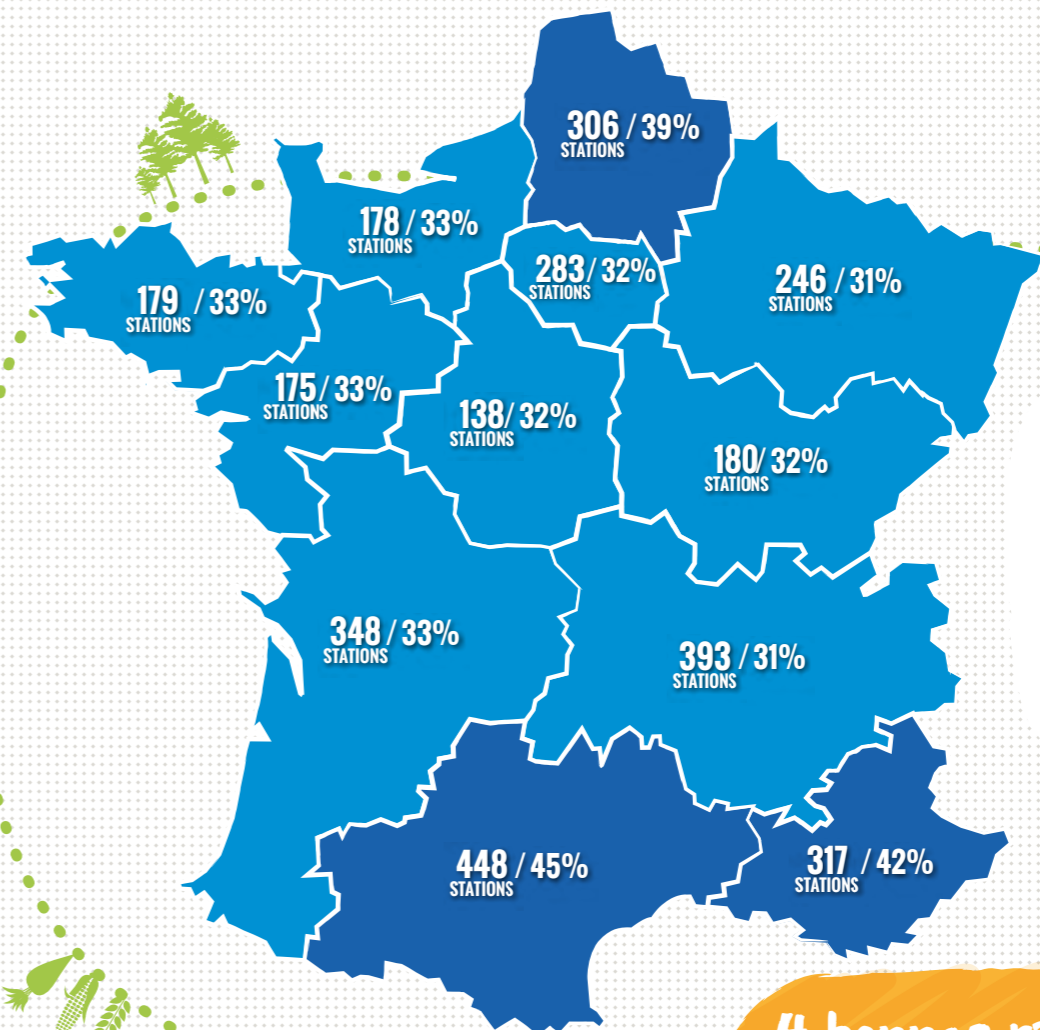 306 / 39%
STATIONS
178 / 33%
STATIONS
283 / 32%
STATIONS
246 / 31%
STATIONS
179 / 33%
STATIONS
175 / 33%
STATIONS
138 / 32%
STATIONS
180 / 32%
STATIONS
348 / 33%
STATIONS
393 / 31%
STATIONS
448 / 45%
STATIONS
317 / 42%
STATIONS